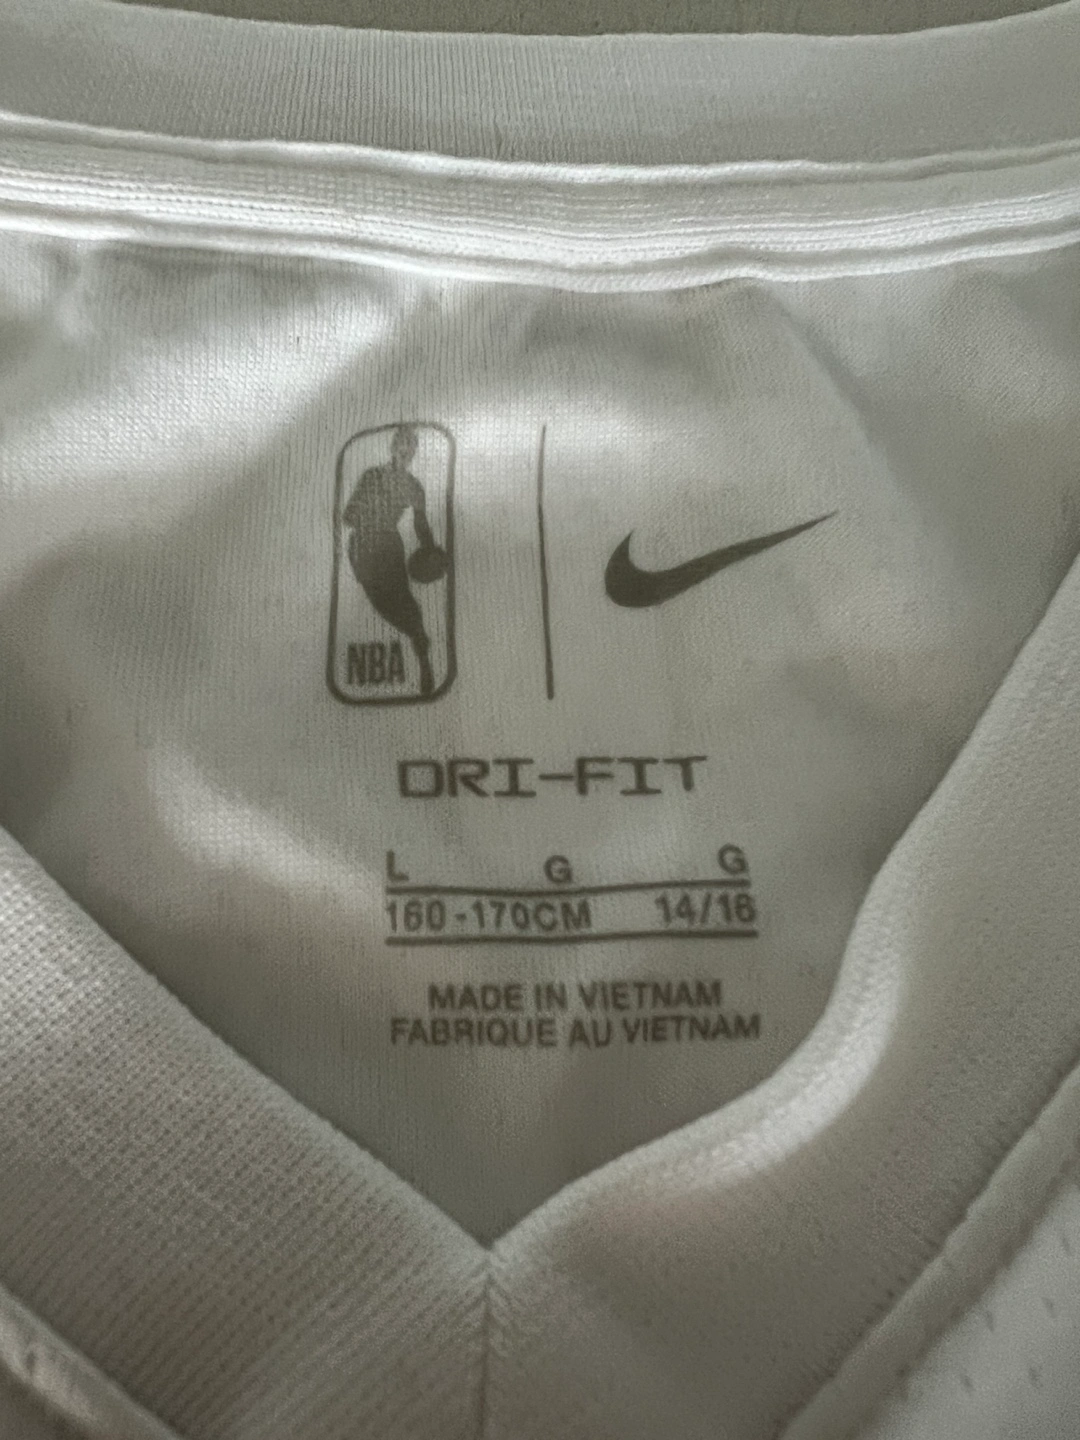 NBA
DRI-FIT
L G G
160-170CM 14/16
MADE IN VIETNAM
FABRIQUE AU VIETNAM